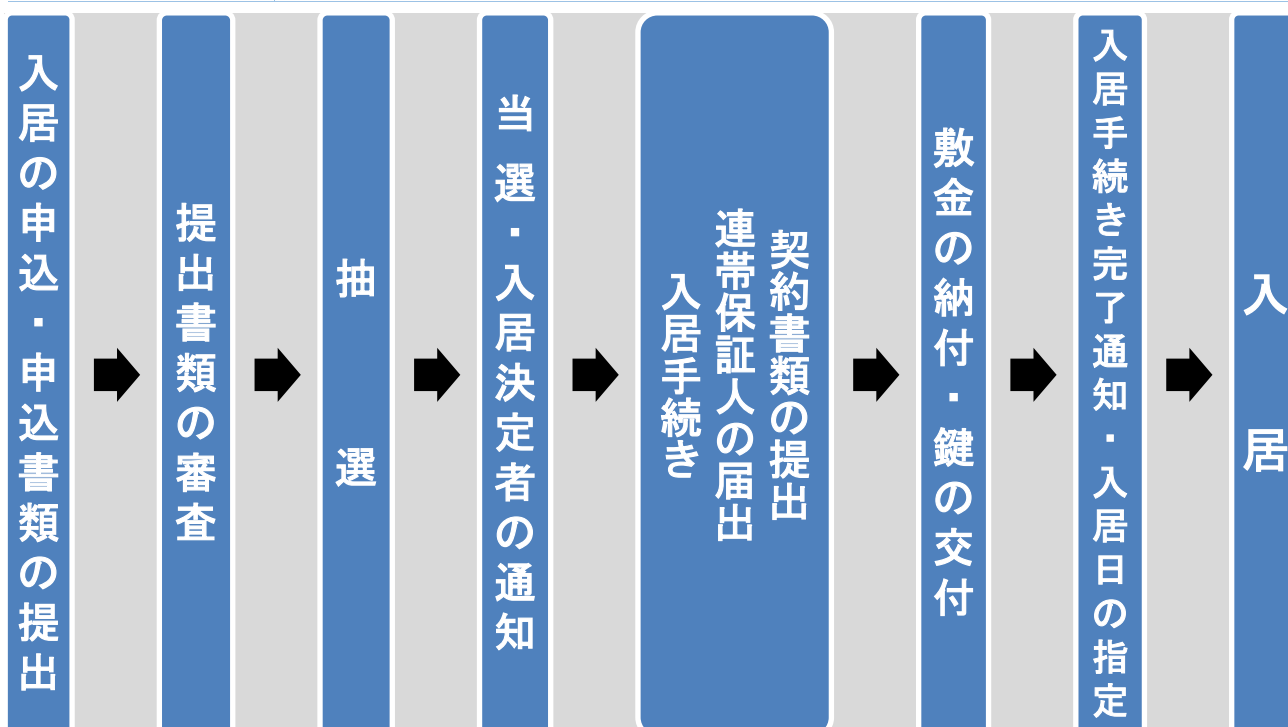 入居の申込・申込書類の提出
提出書類の審査
抽選
当選・入居決定者の通知
契約書類の提出
連帯保証人の届出
入居手続き
敷金の納付・鍵の交付
入居手続き完了通知・入居日の指定
入居